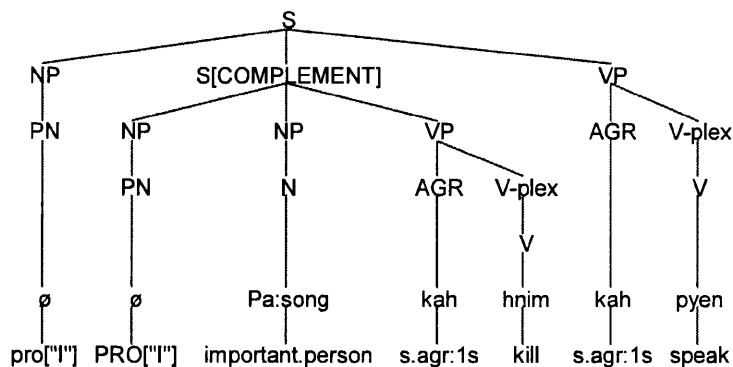 S
NP S[COMPLEMENT] VP
PN NP NP VP AGR V-plex
PN N AGR V-plex V
V
ø ø Pa:song kah hnim kah pyen
pro["I"] PRO["I"] important.person s.agr:1s kill s.agr:1s speak